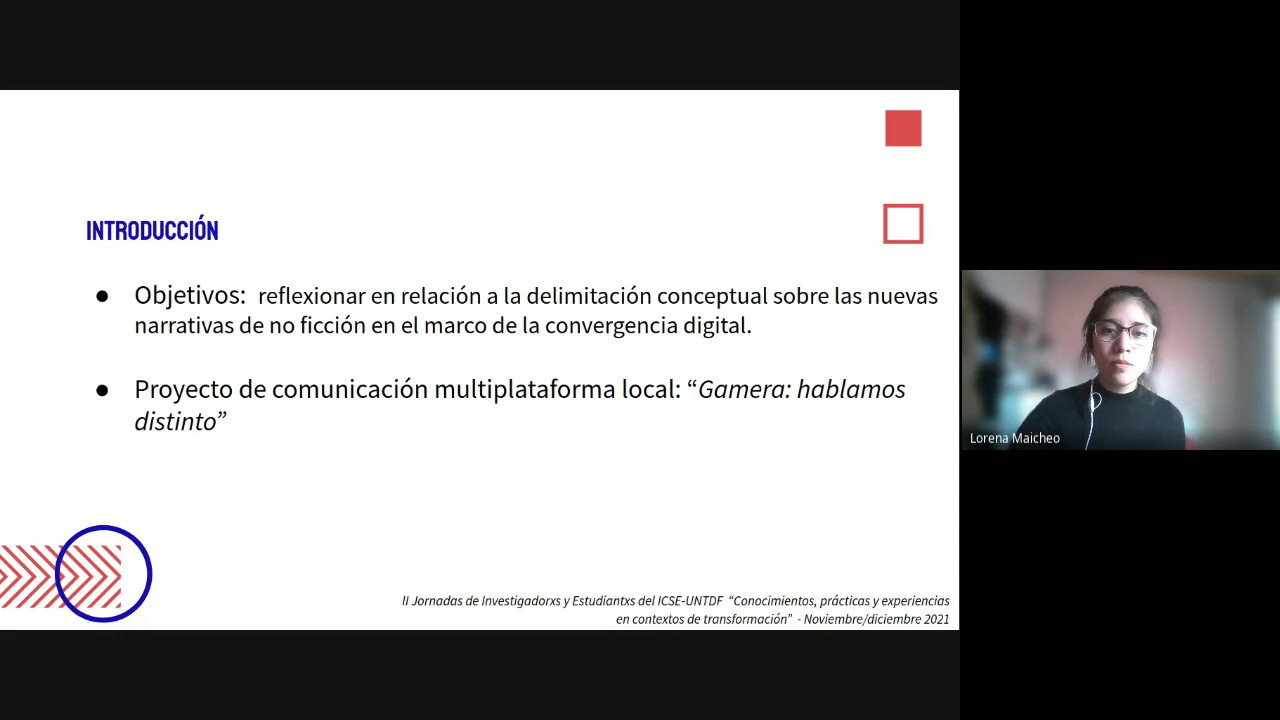 INTRODUCCIÓN
● Objetivos: reflexionar en relación a la delimitación conceptual sobre las nuevas
narrativas de no ficción en el marco de la convergencia digital.
● Proyecto de comunicación multiplataforma local: “Gamera: hablamos
distinto”
II Jornadas de Investigadorxs y Estudiantxs del ICSE-UNTDF “Conocimientos, prácticas y experiencias
en contextos de transformación” - Noviembre/diciembre 2021
Lorena Maicheo